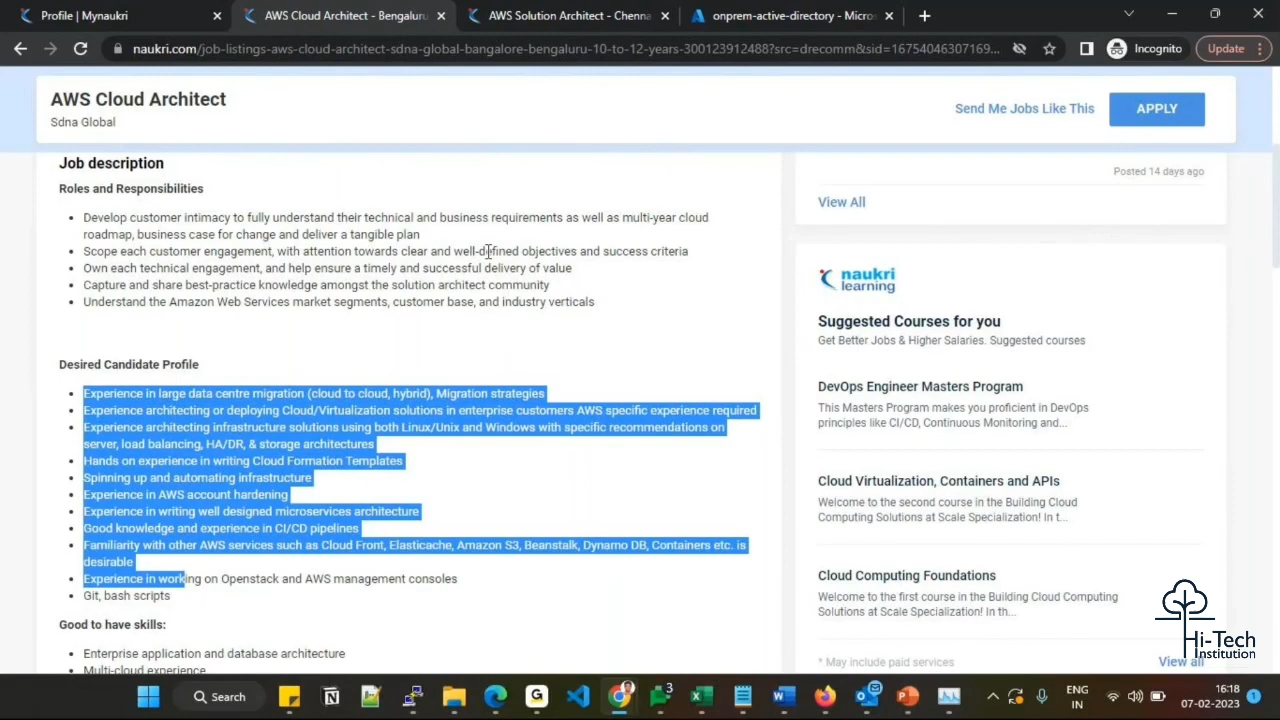 Profile | Mynaukri
AWS Cloud Architect - Bengaluru
AWS Solution Architect - Chenna
onprem-active-directory - Micros
naukri.com/job-listings-aws-cloud-architect-sdna-global-bangalore-bengaluru-10-to-12-years-300123912488?src=drecomm&sid=16754046307169...
Incognito
Update
AWS Cloud Architect
Sdna Global
Send Me Jobs Like This
APPLY
Job description
Roles and Responsibilities
• Develop customer intimacy to fully understand their technical and business requirements as well as multi-year cloud
roadmap, business case for change and deliver a tangible plan
• Scope each customer engagement, with attention towards clear and well-defined objectives and success criteria
• Own each technical engagement, and help ensure a timely and successful delivery of value
• Capture and share best-practice knowledge amongst the solution architect community
• Understand the Amazon Web Services market segments, customer base, and industry verticals
Desired Candidate Profile
• Experience in large data centre migration (cloud to cloud, hybrid), Migration strategies
• Experience architecting or deploying Cloud/Virtualization solutions in enterprise customers AWS specific experience required
• Experience architecting infrastructure solutions using both Linux/Unix and Windows with specific recommendations on
server, load balancing, HA/DR, & storage architectures
• Hands on experience in writing Cloud Formation Templates
• Spinning up and automating infrastructure
• Experience in AWS account hardening
• Experience in writing well designed microservices architecture
• Good knowledge and experience in CI/CD pipelines
• Familiarity with other AWS services such as Cloud Front, Elasticache, Amazon S3, Beanstalk, Dynamo DB, Containers etc. is
desirable
• Experience in working on Openstack and AWS management consoles
• Git, bash scripts
Good to have skills:
• Enterprise application and database architecture
• Multi-cloud experience
Posted 14 days ago
View All
naukri
learning
Suggested Courses for you
Get Better Jobs & Higher Salaries. Suggested courses
DevOps Engineer Masters Program
This Masters Program makes you proficient in DevOps
principles like CI/CD, Continuous Monitoring and...
Cloud Virtualization, Containers and APIs
Welcome to the second course in the Building Cloud
Computing Solutions at Scale Specialization! In t...
Cloud Computing Foundations
Welcome to the first course in the Building Cloud Computing
Solutions at Scale Specialization! In th...
* May include paid services
View all
Hi-Tech
Institution
Search
3
ENG
IN
16:18
07-02-2023
1